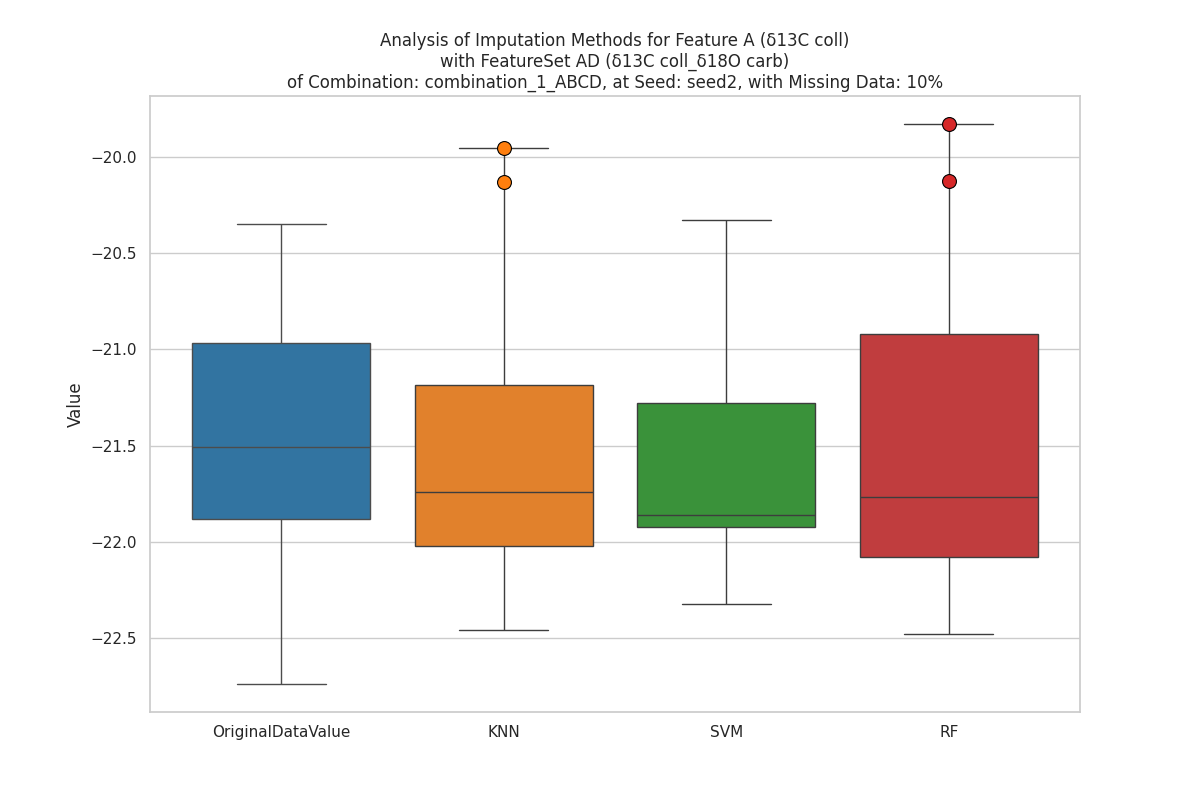 Analysis of Imputation Methods for Feature A (δ13C coll)
with FeatureSet AD (δ13C coll_δ18O carb)
of Combination: combination_1_ABCD, at Seed: seed2, with Missing Data: 10%
Value
−20.0
−20.5
−21.0
−21.5
−22.0
−22.5
OriginalDataValue
KNN
SVM
RF